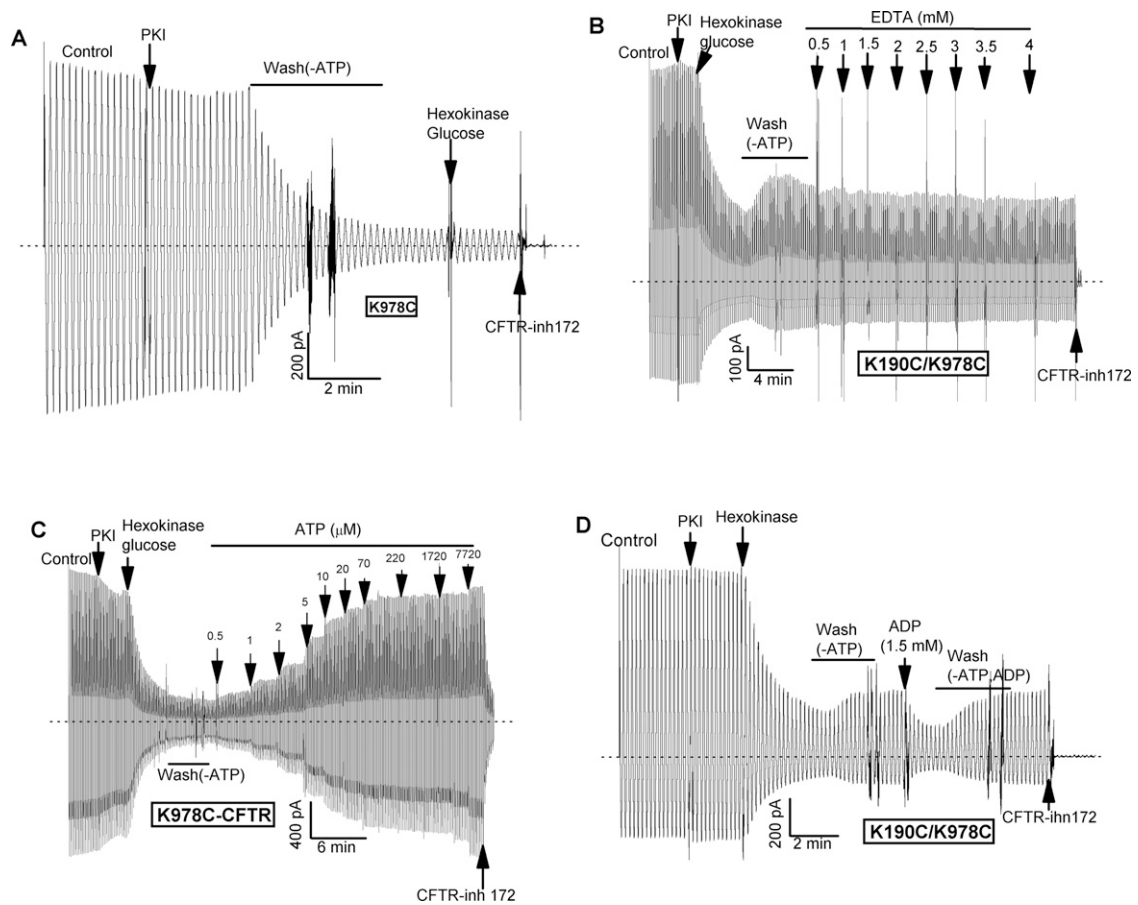 A
Control
PKI
Wash(-ATP)
Hexokinase
Glucose
K978C
200 pA
2 min
CFTR-inh172
B
Control
PKI
Hexokinase
glucose
EDTA (mM)
0.5 1 1.5 2 2.5 3 3.5 4
Wash
(-ATP)
100 pA
4 min
K190C/K978C
CFTR-inh172
C
Control
PKI
Hexokinase
glucose
ATP (μM)
0.5 1 2 5 10 20 70 220 1720 7720
Wash(-ATP)
K978C-CFTR
400 pA
6 min
CFTR-inh 172
D
Control
PKI
Hexokinase
Wash
(-ATP)
ADP
(1.5 mM)
Wash
(-ATP,ADP)
200 pA
2 min
K190C/K978C
CFTR-ihn172